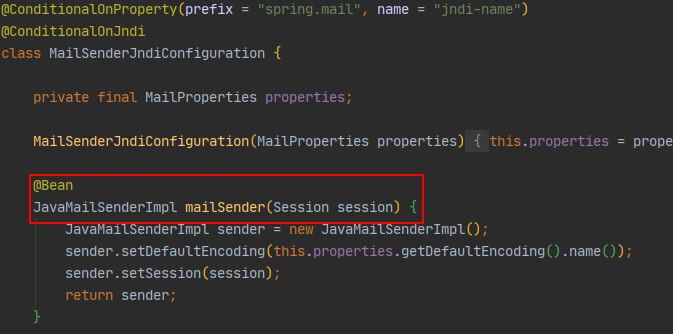 @ConditionalOnProperty(prefix = "spring.mail", name = "jndi-name")
@ConditionalOnJndi
class MailSenderJndiConfiguration {
private final MailProperties properties;
MailSenderJndiConfiguration(MailProperties properties) { this.properties = prope
@Bean
JavaMailSenderImpl mailSender(Session session) {
JavaMailSenderImpl sender = new JavaMailSenderImpl();
sender.setDefaultEncoding(this.properties.getDefaultEncoding().name());
sender.setSession(session);
return sender;
}